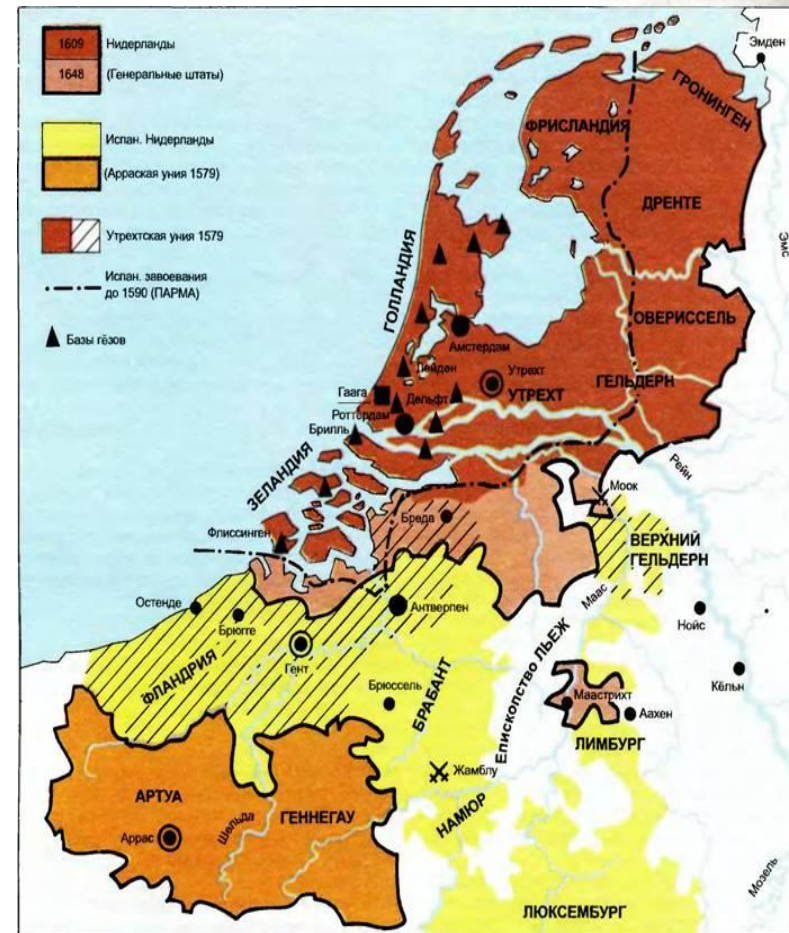 1609 Нидерланды
1648 (Генеральные штаты)
Испан. Нидерланды
(Арраская уния 1579)
Утрехтская уния 1579
Испан. завоевания
до 1590 (ПАРМА)
Базы гёзов
Эмден
ГРОНИНГЕН
ФРИСЛАНДИЯ
ДРЕНТЕ
Эмс
ГОЛЛАНДИЯ
ОВЕРИССЕЛЬ
Амстердам
Лейден
Утрехт
Гаага
Дельфт
УТРЕХТ
ГЕЛЬДЕРН
Роттердам
Брилль
Рейн
ЗЕЛАНДИЯ
Моок
Бреда
Флиссинген
ВЕРХНИЙ
ГЕЛЬДЕРН
Маас
Остенде
Антверпен
Брюгге
Нойс
Гент
ФЛАНДРИЯ
Епископство ЛЬЕЖ
Кёльн
Брюссель
БРАБАНТ
Маастрихт
Аахен
ЛИМБУРГ
Жамблу
АРТУА
НАМЮР
ГЕННЕГАУ
Шельда
Аррас
Мозель
ЛЮКСЕМБУРГ